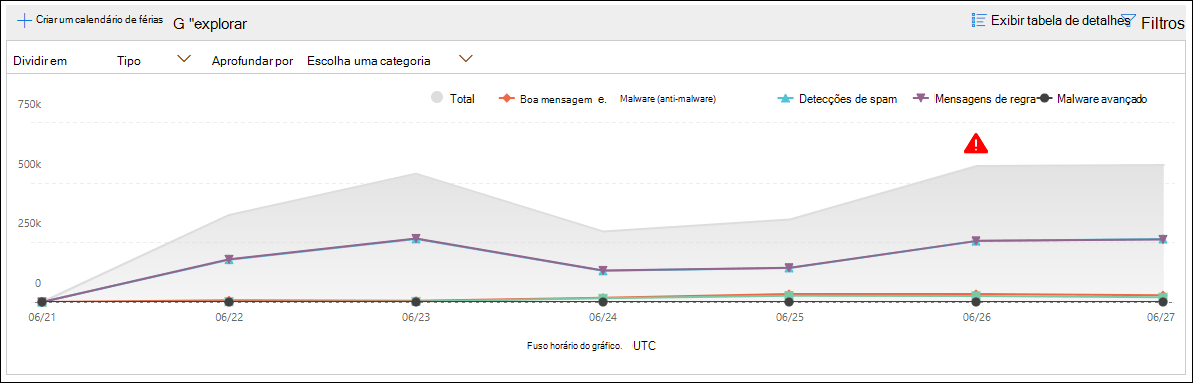 Criar um calendário de férias G "explorar Exibir tabela de detalhes Filtros
Dividir em Tipo Aprofundar por Escolha uma categoria
Total Boa mensagem e. Malware (anti-malware) Detecções de spam Mensagens de regra Malware avançado
750k
500k
250k
0
06/21 06/22 06/23 06/24 06/25 06/26 06/27
Fuso horário do gráfico. UTC